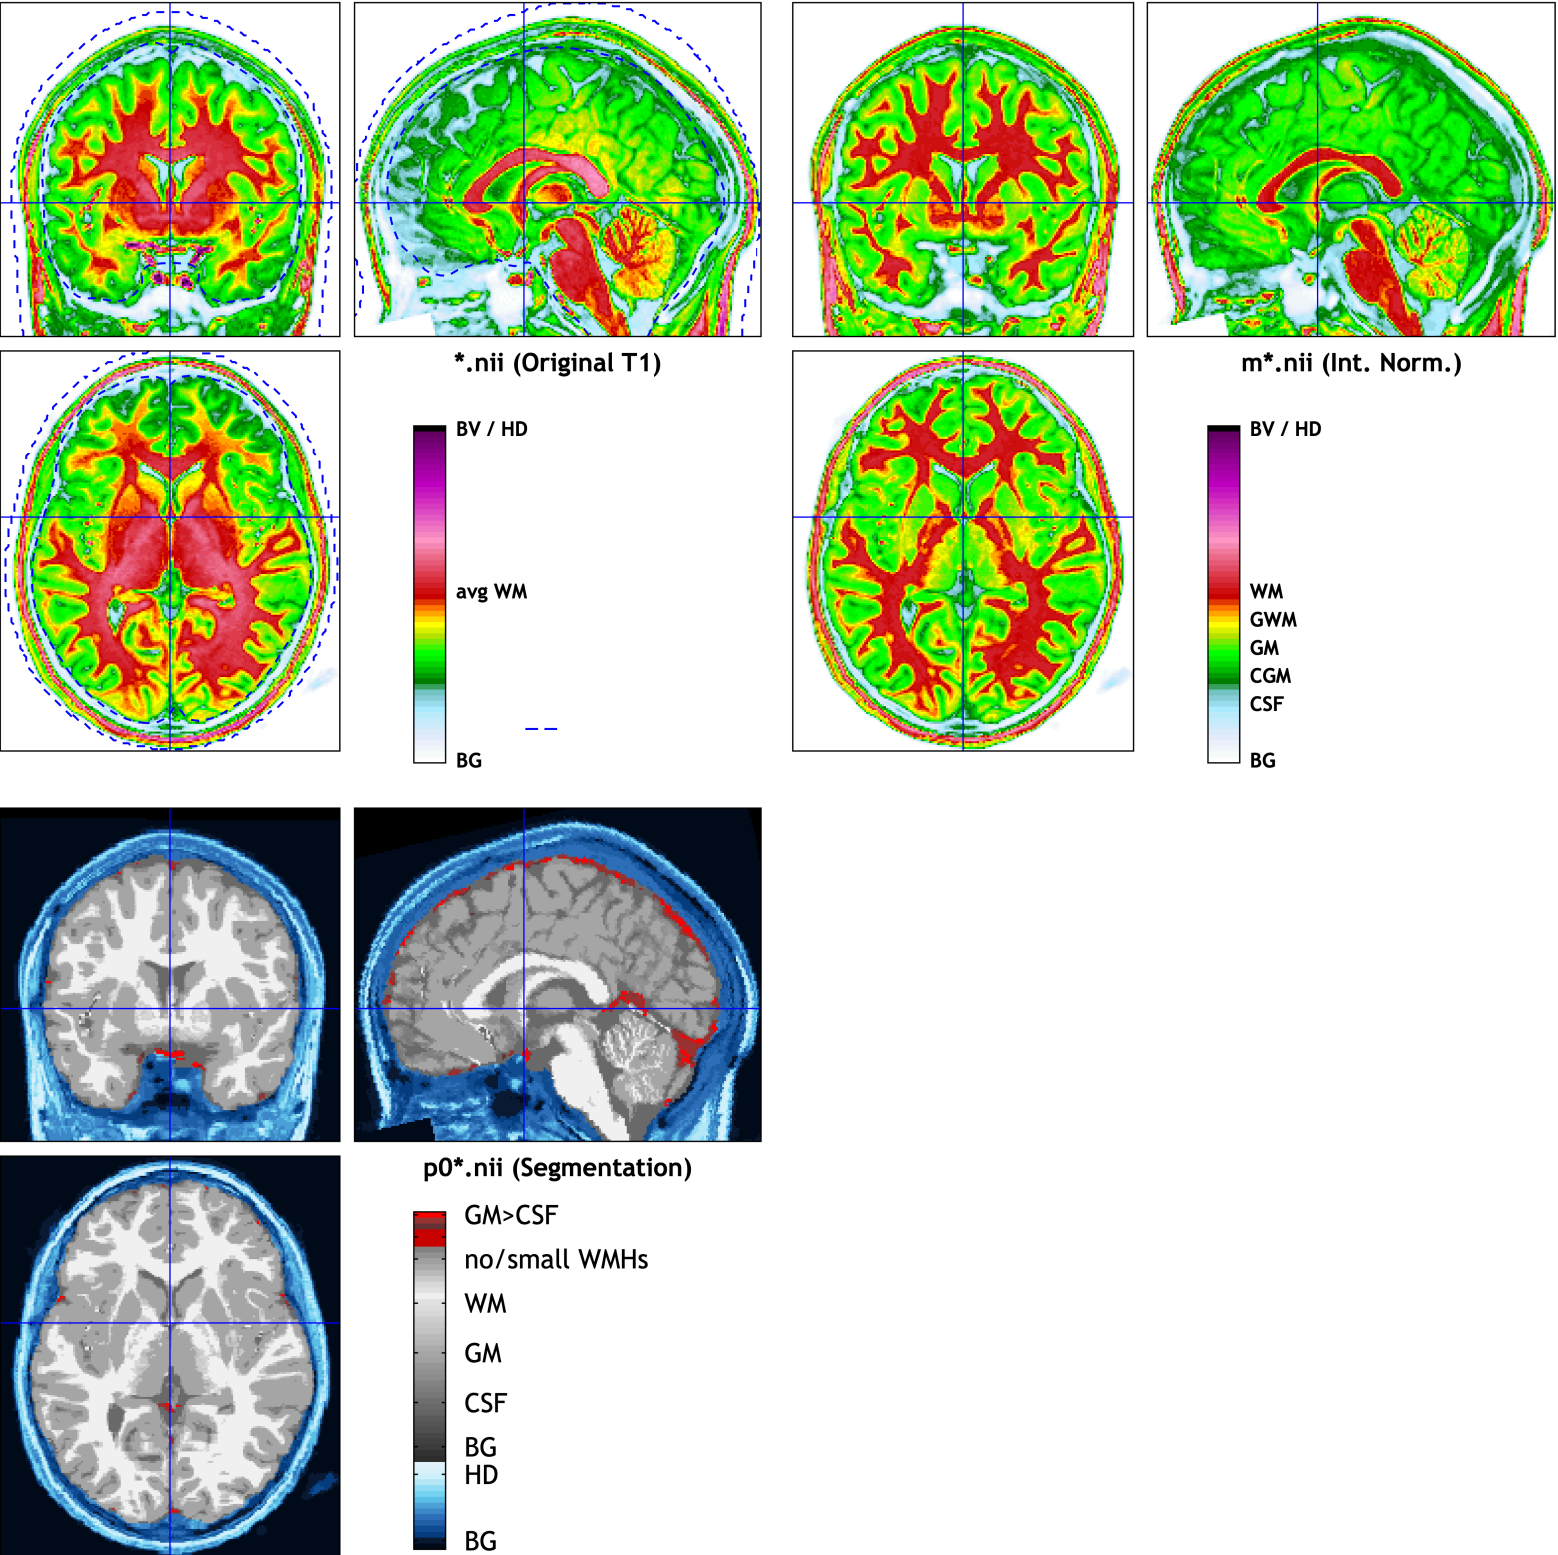 *.nii (Original T1)
BV / HD
avg WM
BG
m*.nii (Int. Norm.)
BV / HD
WM
GWM
GM
CGM
CSF
BG
p0*.nii (Segmentation)
GM>CSF
no/small WMHs
WM
GM
CSF
BG
HD
BG